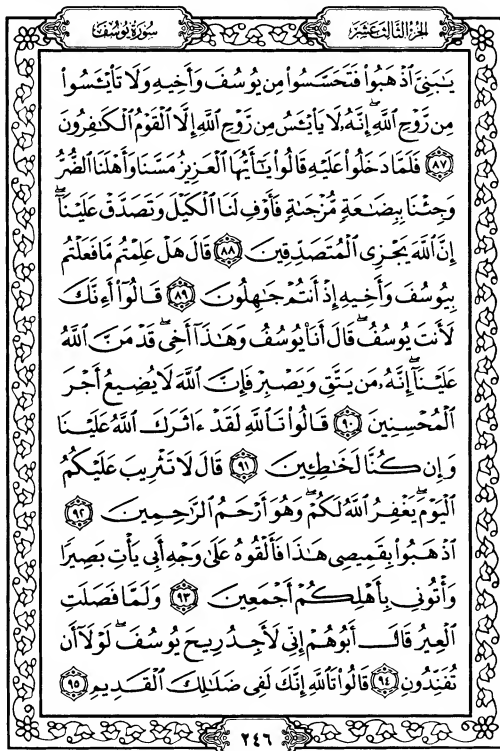 الجزء الثالث عشر
سورة يوسف
يَٰبَنِىَّ ٱذْهَبُوا۟ فَتَحَسَّسُوا۟ مِن يُوسُفَ وَأَخِيهِ وَلَا تَا۟يْـَٔسُوا۟
مِن رَّوْحِ ٱللَّهِ ۖ إِنَّهُۥ لَا يَا۟يْـَٔسُ مِن رَّوْحِ ٱللَّهِ إِلَّا ٱلْقَوْمُ ٱلْكَٰفِرُونَ
٨٧ فَلَمَّا دَخَلُوا۟ عَلَيْهِ قَالُوا۟ يَٰٓأَيُّهَا ٱلْعَزِيزُ مَسَّنَا وَأَهْلَنَا ٱلضُّرُّ
وَجِئْنَا بِبِضَٰعَةٍ مُّزْجَىٰةٍ فَأَوْفِ لَنَا ٱلْكَيْلَ وَتَصَدَّقْ عَلَيْنَآ ۖ
إِنَّ ٱللَّهَ يَجْزِى ٱلْمُتَصَدِّقِينَ ٨٨ قَالَ هَلْ عَلِمْتُم مَّا فَعَلْتُم
بِيُوسُفَ وَأَخِيهِ إِذْ أَنتُمْ جَٰهِلُونَ ٨٩ قَالُوٓا۟ أَءِنَّكَ
لَأَنتَ يُوسُفُ ۖ قَالَ أَنَا۠ يُوسُفُ وَهَٰذَآ أَخِى ۖ قَدْ مَنَّ ٱللَّهُ
عَلَيْنَآ ۖ إِنَّهُۥ مَن يَتَّقِ وَيَصْبِرْ فَإِنَّ ٱللَّهَ لَا يُضِيعُ أَجْرَ
ٱلْمُحْسِنِينَ ٩٠ قَالُوا۟ تَٱللَّهِ لَقَدْ ءَاثَرَكَ ٱللَّهُ عَلَيْنَا
وَإِن كُنَّا لَخَٰطِـِٔينَ ٩١ قَالَ لَا تَثْرِيبَ عَلَيْكُمُ
ٱلْيَوْمَ ۖ يَغْفِرُ ٱللَّهُ لَكُمْ ۖ وَهُوَ أَرْحَمُ ٱلرَّٰحِمِينَ ٩٢
ٱذْهَبُوا۟ بِقَمِيصِى هَٰذَا فَأَلْقُوهُ عَلَىٰ وَجْهِ أَبِى يَأْتِ بَصِيرًا
وَأْتُونِى بِأَهْلِكُمْ أَجْمَعِينَ ٩٣ وَلَمَّا فَصَلَتِ
ٱلْعِيرُ قَالَ أَبُوهُمْ إِنِّى لَأَجِدُ رِيحَ يُوسُفَ ۖ لَوْلَآ أَن
تُفَنِّدُونِ ٩٤ قَالُوا۟ تَٱللَّهِ إِنَّكَ لَفِى ضَلَٰلِكَ ٱلْقَدِيمِ ٩٥
٢٤٦